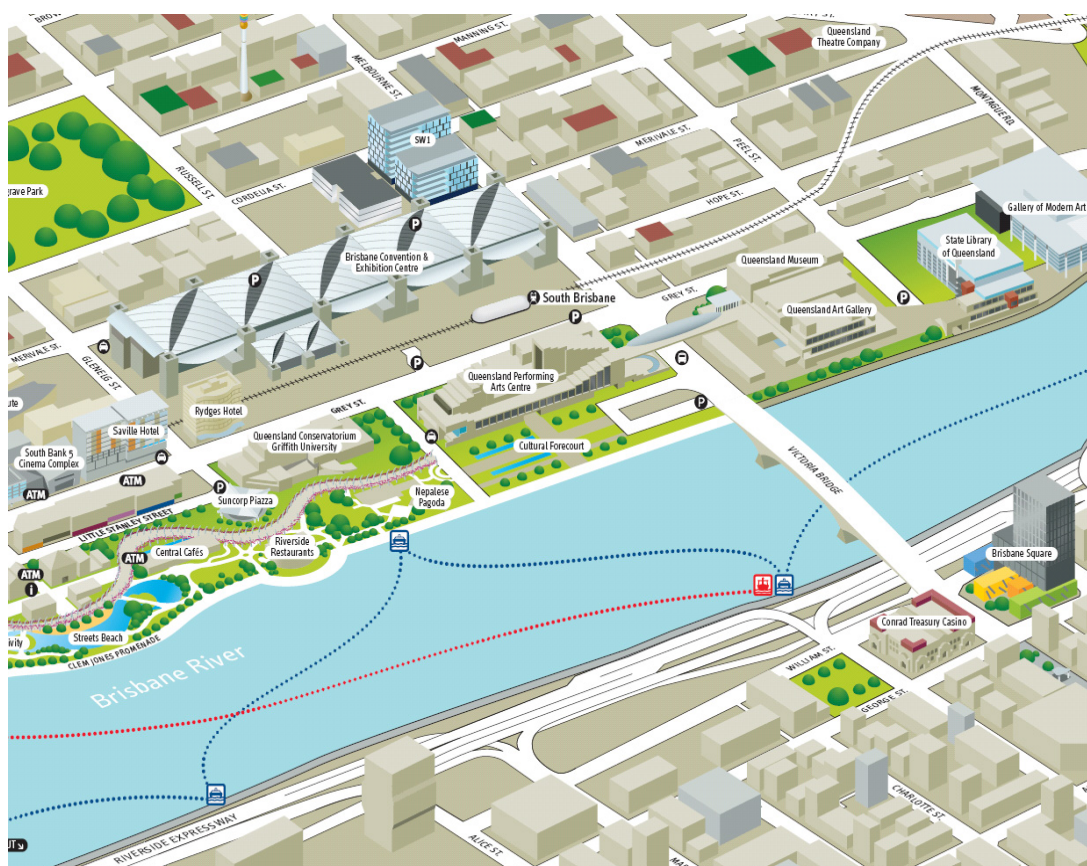 MANNING ST.
Queensland
Theatre Company
MELBOURNE ST.
MONTAGUE RD.
SW1
MERIVALE ST.
PEEL ST.
RUSSELL ST.
CORDELIA ST.
HOPE ST.
grave Park
Gallery of Modern Art
State Library
of Queensland
Brisbane Convention &
Exhibition Centre
P
P
Queensland Museum
South Brisbane
GREY ST.
P
Queensland Art Gallery
P
MERIVALE ST.
GLENELG ST.
P
Queensland Performing
Arts Centre
ute
Rydges Hotel
GREY ST.
P
Saville Hotel
Queensland Conservatorium
Griffith University
Cultural Forecourt
VICTORIA BRIDGE
South Bank 5
Cinema Complex
ATM
ATM
P
Suncorp Piazza
Nepalese
Pagoda
LITTLE STANLEY STREET
Central Cafés
Riverside
Restaurants
ATM
ATM
i
Brisbane Square
Streets Beach
ivity
CLEM JONES PROMENADE
Conrad Treasury Casino
Brisbane River
WILLIAM ST.
GEORGE ST.
CHARLOTTE ST.
RIVERSIDE EXPRESSWAY
ALICE ST.
UT